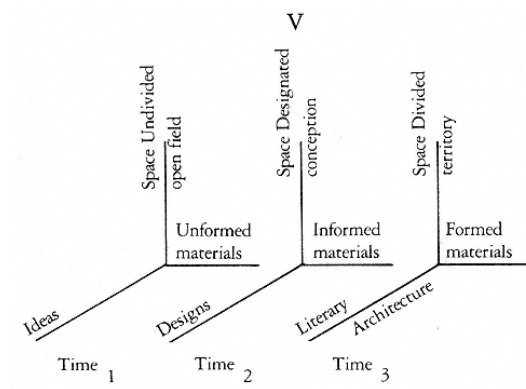 V
Space Undivided
open field
Space Designated
conception
Space Divided
territory
Unformed
materials
Informed
materials
Formed
materials
Ideas
Designs
Literary
Architecture
Time 1
Time 2
Time 3